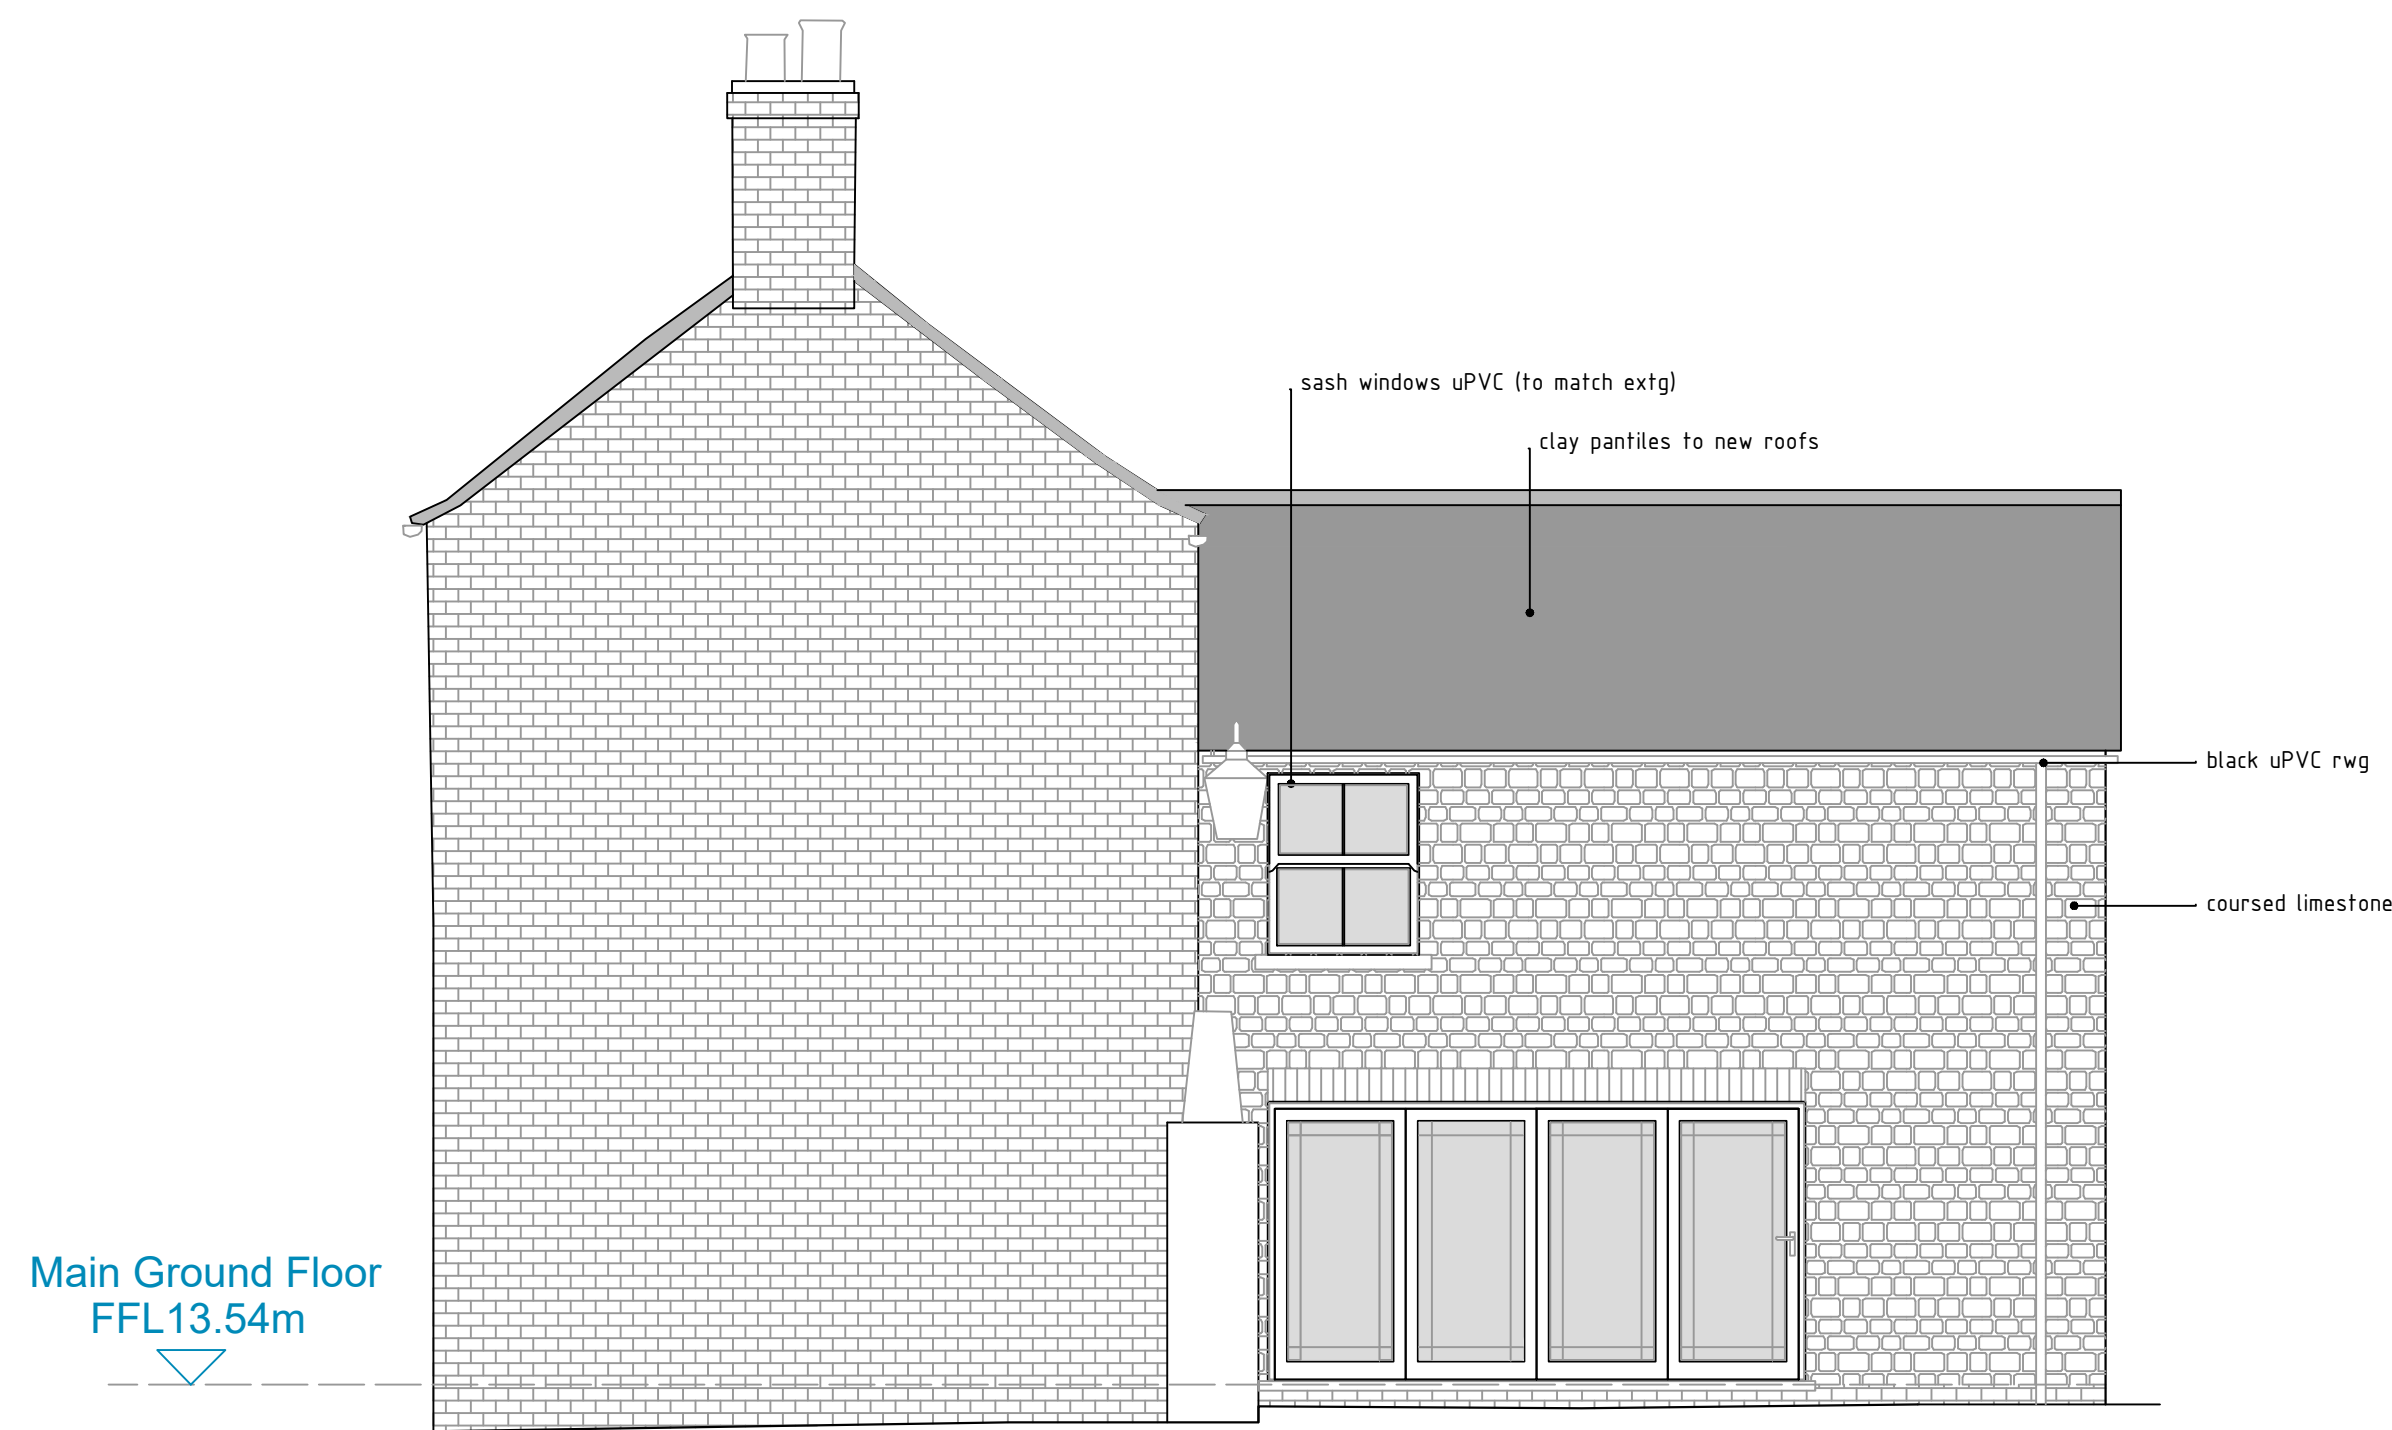 sash windows uPVC (to match extg)
clay pantiles to new roofs
black uPVC rwg
coursed limestone
Main Ground Floor
FFL13.54m